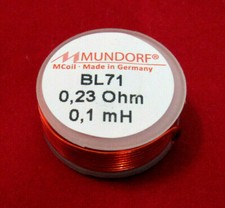 MUNDORF®
MCoil - Made in Germany
BL71
0,23 Ohm
0,1 mH